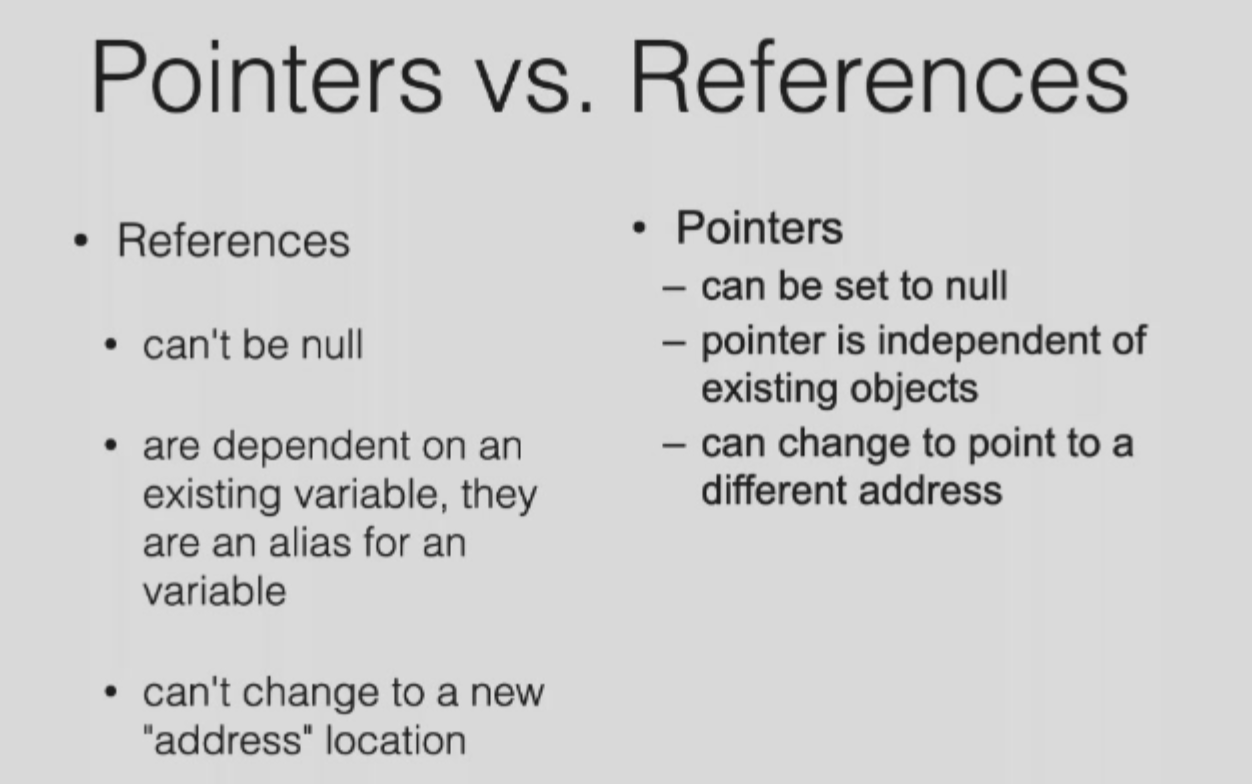 Pointers vs. References
• References
• can't be null
• are dependent on an
existing variable, they
are an alias for an
variable
• can't change to a new
"address" location
• Pointers
– can be set to null
– pointer is independent of
existing objects
– can change to point to a
different address